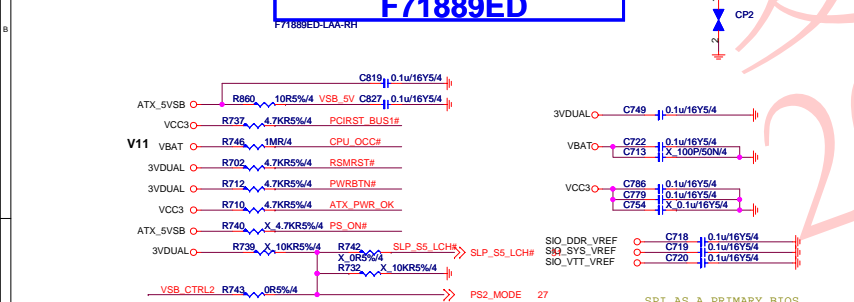 F71889ED
F71889ED-LAA-RH
CP2
2
B
C819 0.1u/16Y5/4
ATX_5VSB R860 10R5%/4 VSB_5V C827 0.1u/16Y5/4
VCC3 R737 4.7KR5%/4 PCIRST_BUS1#
V11 VBAT R746 1MR/4 CPU_OCC#
3VDUAL R702 4.7KR5%/4 RSMRST#
3VDUAL R712 4.7KR5%/4 PWRBTN#
VCC3 R710 4.7KR5%/4 ATX_PWR_OK
ATX_5VSB R740 X_4.7KR5%/4 PS_ON#
3VDUAL R739 X_10KR5%/4 R742 X_0R5%/4 SLP_S5_LCH# SLP_S5_LCH#
R732 X_10KR5%/4
VSB_CTRL2 R743 0R5%/4 PS2_MODE 27
3VDUAL C749 0.1u/16Y5/4
VBAT C722 0.1u/16Y5/4
C713 X_100P/50N/4
VCC3 C786 0.1u/16Y5/4
C779 0.1u/16Y5/4
C754 X_0.1u/16Y5/4
SIO_DDR_VREF C718 0.1u/16Y5/4
SIO_SYS_VREF C719 0.1u/16Y5/4
SIO_VTT_VREF C720 0.1u/16Y5/4
SPI AS A PRIMARY BIOS